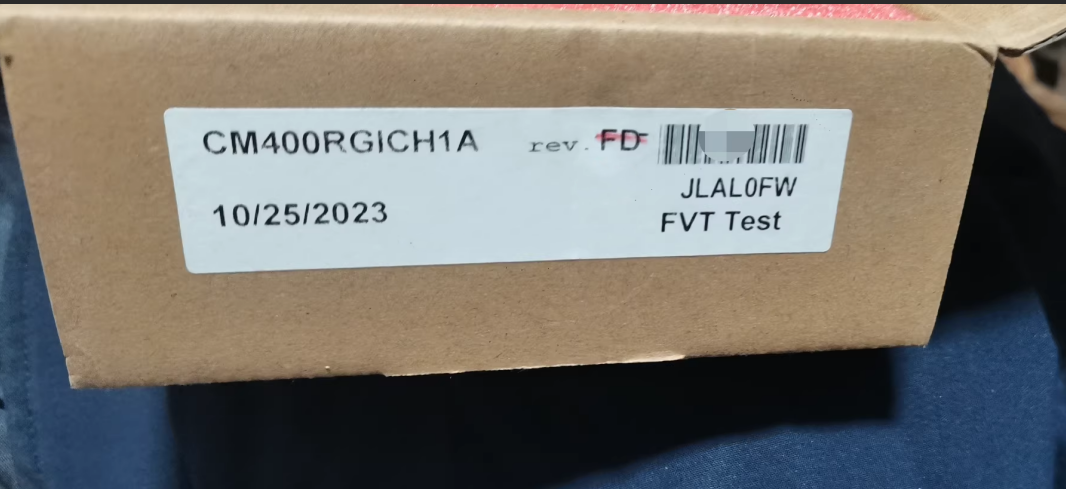 CM400RGICH1A rev. FD
JLAL0FW
10/25/2023
FVT Test